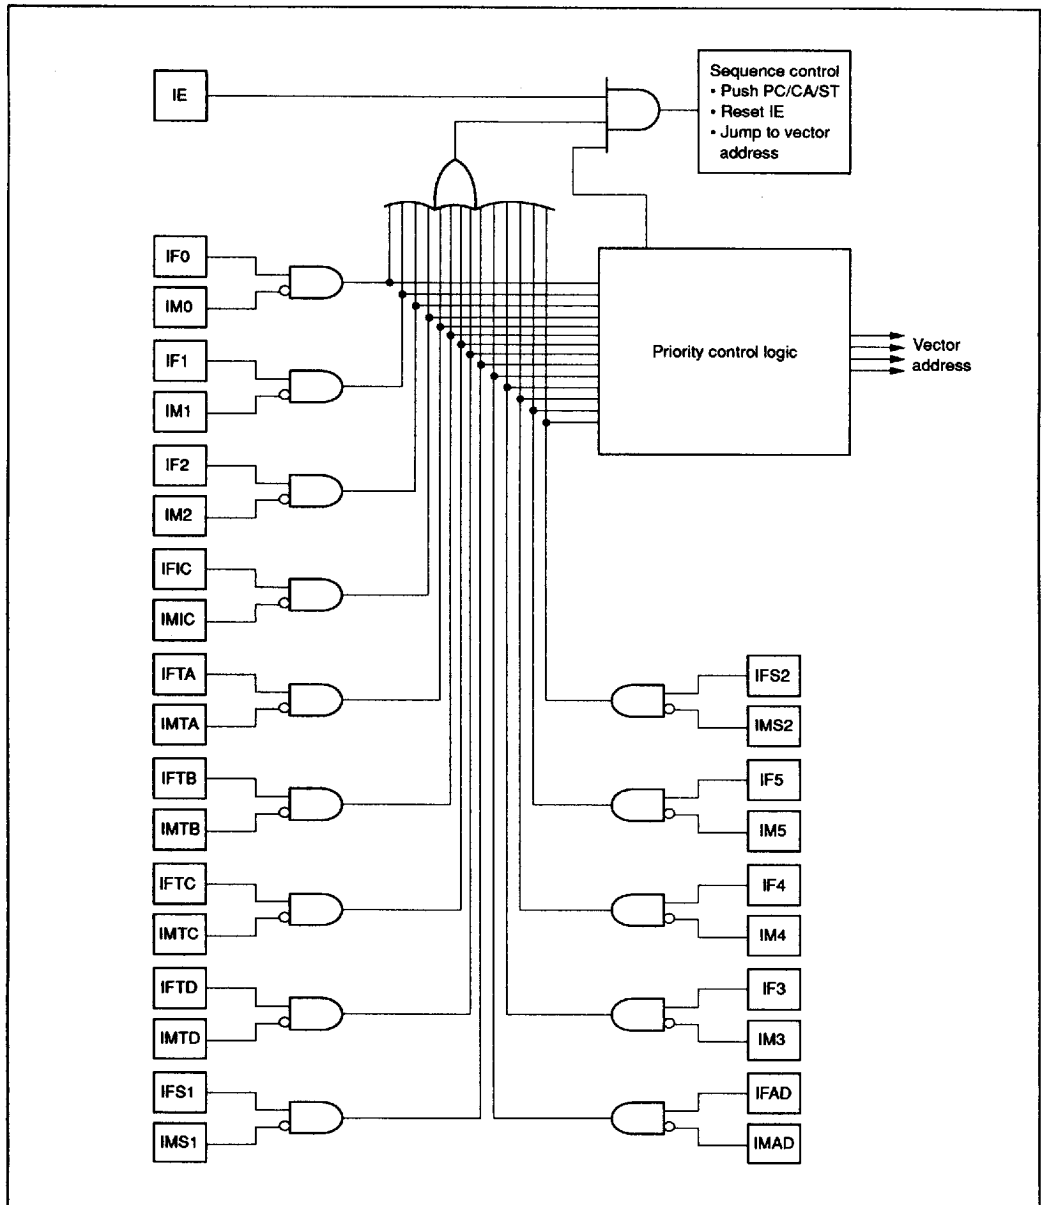 IE
Sequence control
• Push PC/CA/ST
• Reset IE
• Jump to vector
address
IF0
IM0
IF1
IM1
IF2
IM2
IFIC
IMIC
IFTA
IMTA
IFTB
IMTB
IFTC
IMTC
IFTD
IMTD
IFS1
IMS1
Priority control logic
Vector
address
IFS2
IMS2
IF5
IM5
IF4
IM4
IF3
IM3
IFAD
IMAD